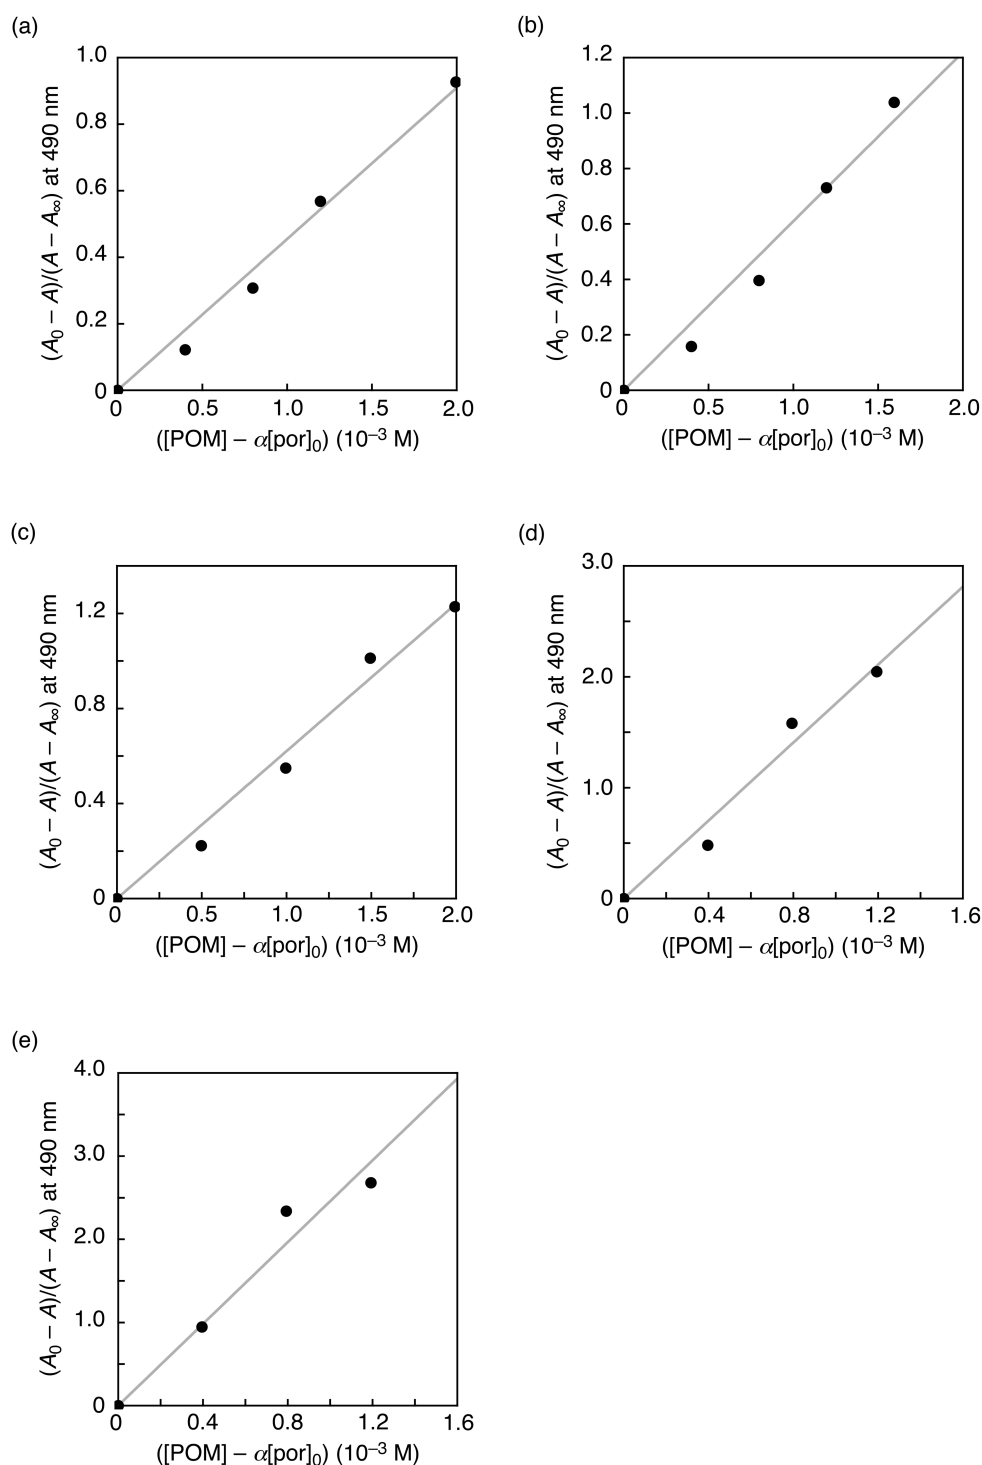 (a)
1.0
0.8
0.6
0.4
0.2
0
(A₀ − A)/(A − A∞) at 490 nm
0 0.5 1.0 1.5 2.0
([POM] − α[por]₀) (10⁻³ M)
(b)
1.2
1.0
0.8
0.6
0.4
0.2
0
(A₀ − A)/(A − A∞) at 490 nm
0 0.5 1.0 1.5 2.0
([POM] − α[por]₀) (10⁻³ M)
(c)
1.2
0.8
0.4
0
(A₀ − A)/(A − A∞) at 490 nm
0 0.5 1.0 1.5 2.0
([POM] − α[por]₀) (10⁻³ M)
(d)
3.0
2.0
1.0
0
(A₀ − A)/(A − A∞) at 490 nm
0 0.4 0.8 1.2 1.6
([POM] − α[por]₀) (10⁻³ M)
(e)
4.0
3.0
2.0
1.0
0
(A₀ − A)/(A − A∞) at 490 nm
0 0.4 0.8 1.2 1.6
([POM] − α[por]₀) (10⁻³ M)